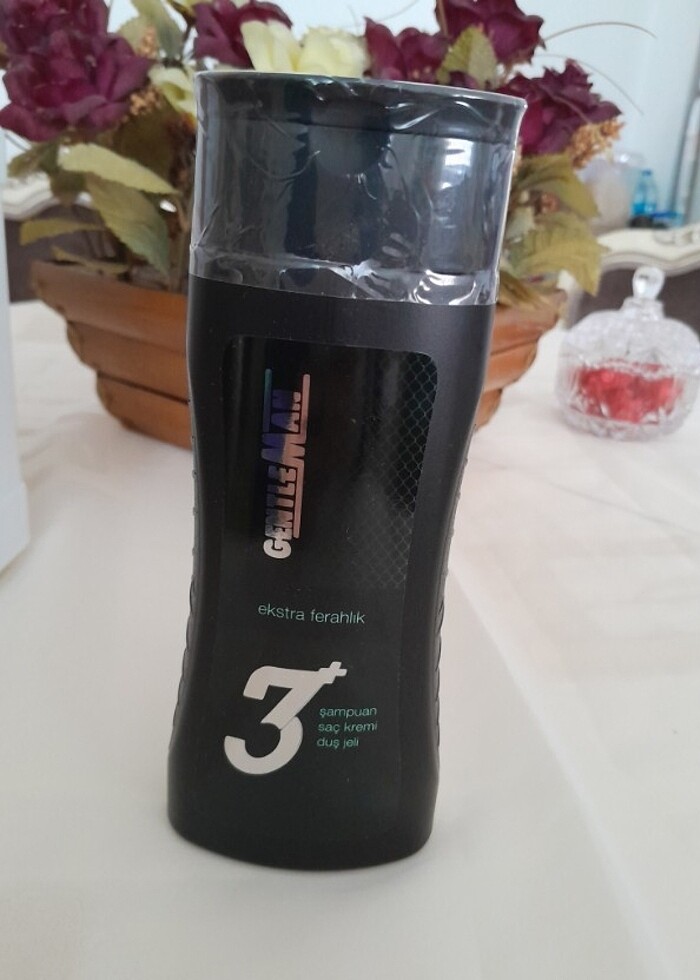 GENTLEMAN
ekstra ferahlık
3+
şampuan
saç kremi
duş jeli